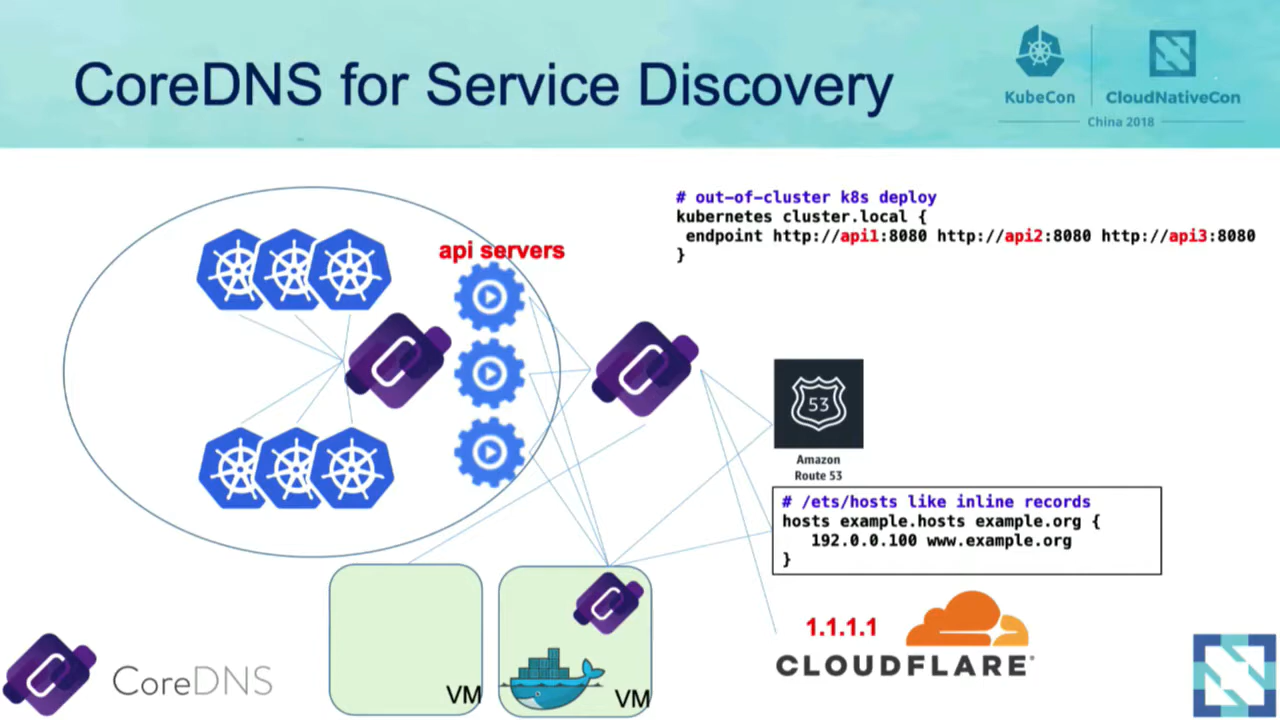 CoreDNS for Service Discovery
KubeCon
CloudNativeCon
China 2018
# out-of-cluster k8s deploy
kubernetes cluster.local {
endpoint http://api1:8080 http://api2:8080 http://api3:8080
}
api servers
53
Amazon
Route 53
# /ets/hosts like inline records
hosts example.hosts example.org {
192.0.0.100 www.example.org
}
1.1.1.1
CLOUDFLARE
VM
VM
CoreDNS